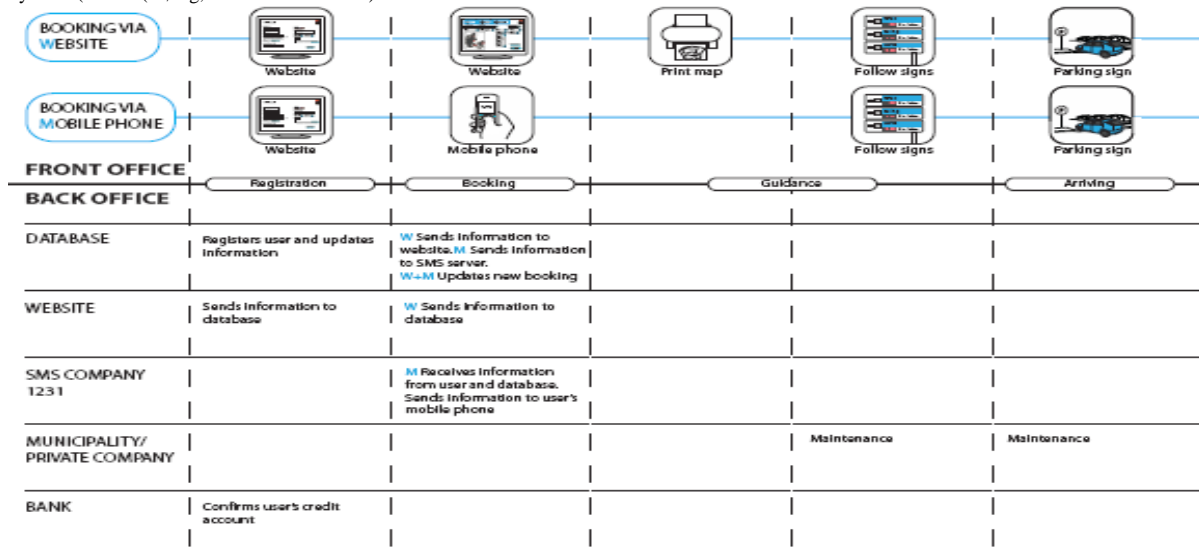 BOOKING VIA
WEBSITE
Website
Website
Print map
Follow signs
Parking sign
BOOKING VIA
MOBILE PHONE
Website
Mobile phone
Follow signs
Parking sign
FRONT OFFICE
Registration
Booking
Guidance
Arriving
BACK OFFICE
DATABASE
Registers user and updates
information
W Sends information to
website.M Sends information
to SMS server.
W+M Updates new booking
WEBSITE
Sends information to
database
W Sends information to
database
SMS COMPANY
1231
M Receives information
from user and database.
Sends information to user's
mobile phone
MUNICIPALITY/
PRIVATE COMPANY
Maintenance
Maintenance
BANK
Confirms user's credit
account